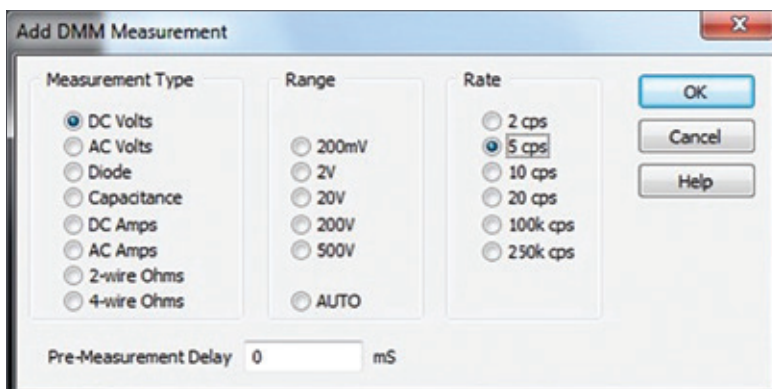 Add DMM Measurement
Measurement Type
DC Volts
AC Volts
Diode
Capacitance
DC Amps
AC Amps
2-wire Ohms
4-wire Ohms
Range
200mV
2V
20V
200V
500V
AUTO
Rate
2 cps
5 cps
10 cps
20 cps
100k cps
250k cps
OK
Cancel
Help
Pre-Measurement Delay 0 mS